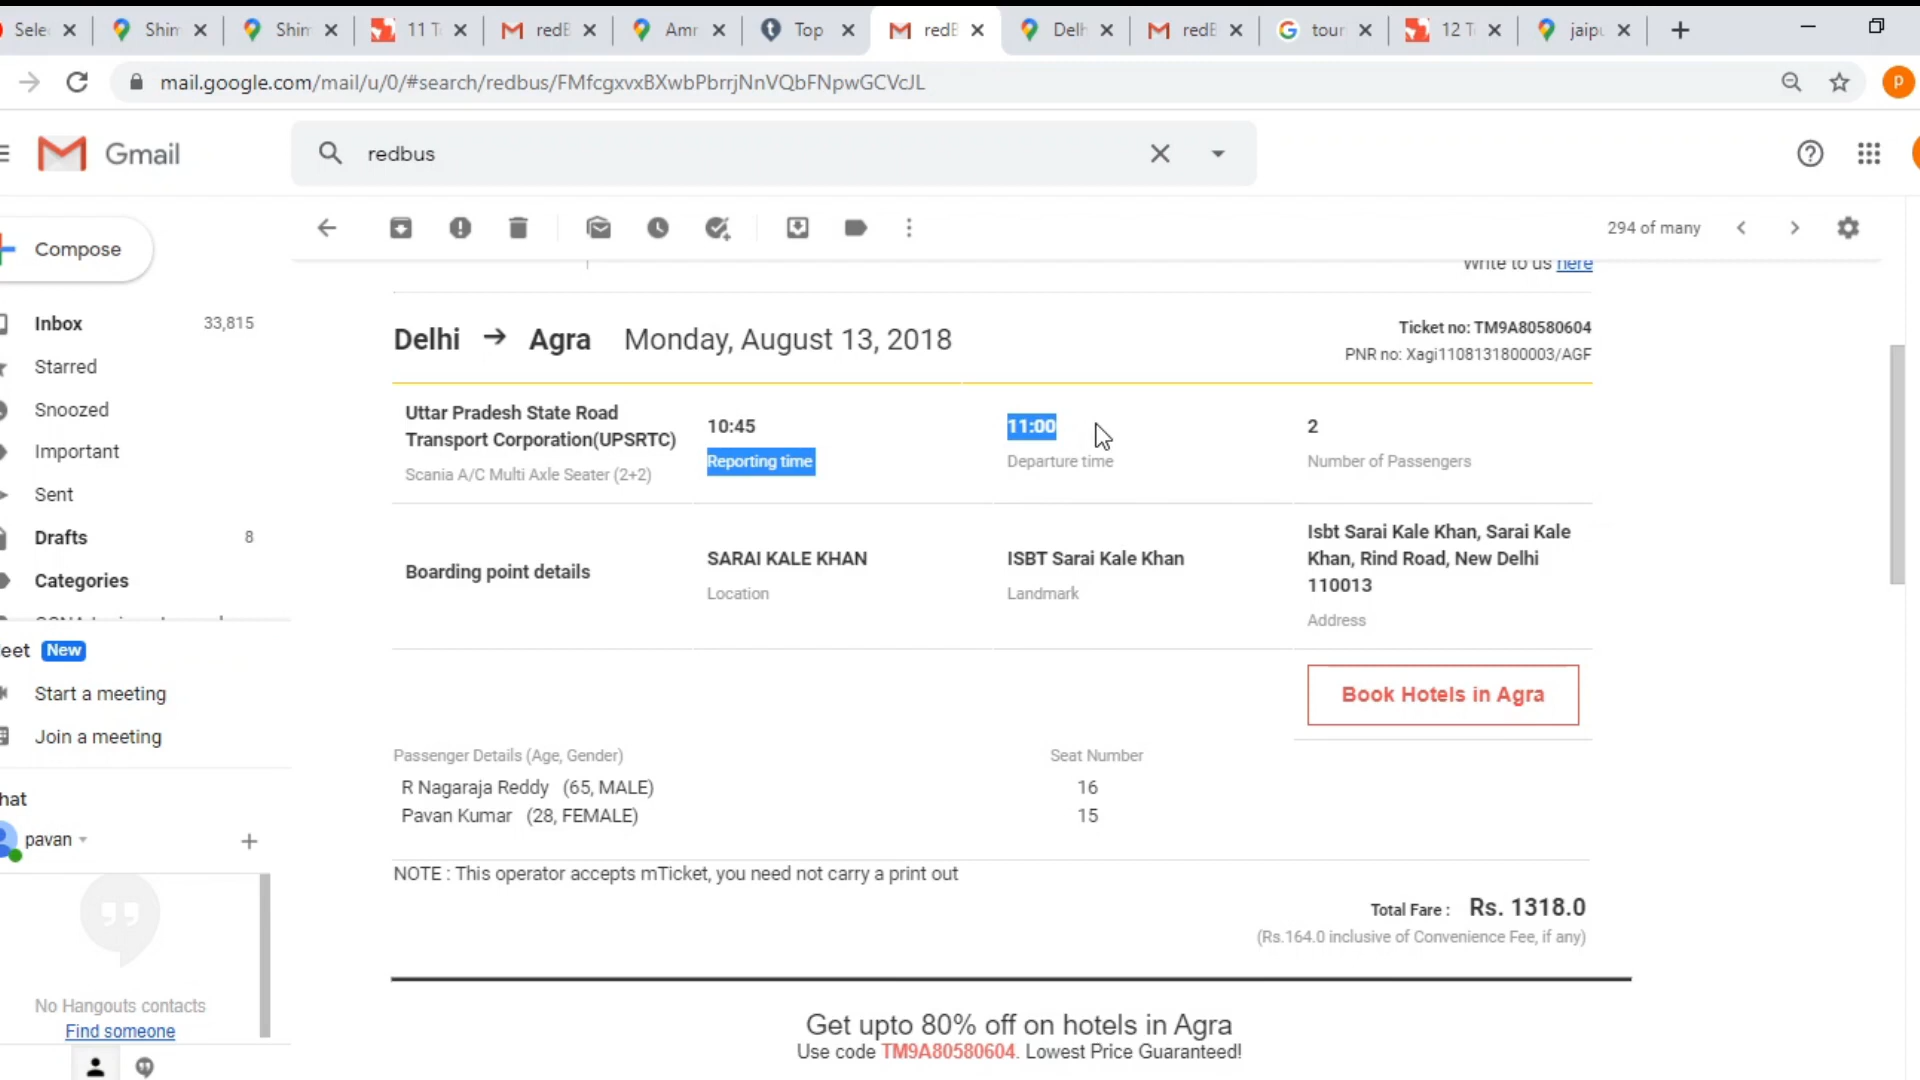 Sele
Shim
Shim
11 T
redB
Amr
Top
redB
Delh
redB
tour
12 T
jaipu
mail.google.com/mail/u/0/#search/redbus/FMfcgxvxBXwbPbrrjNnVQbFNpwGCVcJL
P
Gmail
redbus
Compose
294 of many
Inbox 33,815
Starred
Snoozed
Important
Sent
Drafts 8
Categories
eet New
Start a meeting
Join a meeting
hat
pavan
No Hangouts contacts
Find someone
Write to us here
Delhi → Agra Monday, August 13, 2018
Ticket no: TM9A80580604
PNR no: Xagi1108131800003/AGF
Uttar Pradesh State Road
Transport Corporation(UPSRTC)
Scania A/C Multi Axle Seater (2+2)
10:45
Reporting time
11:00
Departure time
2
Number of Passengers
Boarding point details
SARAI KALE KHAN
Location
ISBT Sarai Kale Khan
Landmark
Isbt Sarai Kale Khan, Sarai Kale
Khan, Rind Road, New Delhi
110013
Address
Book Hotels in Agra
Passenger Details (Age, Gender) Seat Number
R Nagaraja Reddy (65, MALE) 16
Pavan Kumar (28, FEMALE) 15
NOTE : This operator accepts mTicket, you need not carry a print out
Total Fare : Rs. 1318.0
(Rs.164.0 inclusive of Convenience Fee, if any)
Get upto 80% off on hotels in Agra
Use code TM9A80580604. Lowest Price Guaranteed!